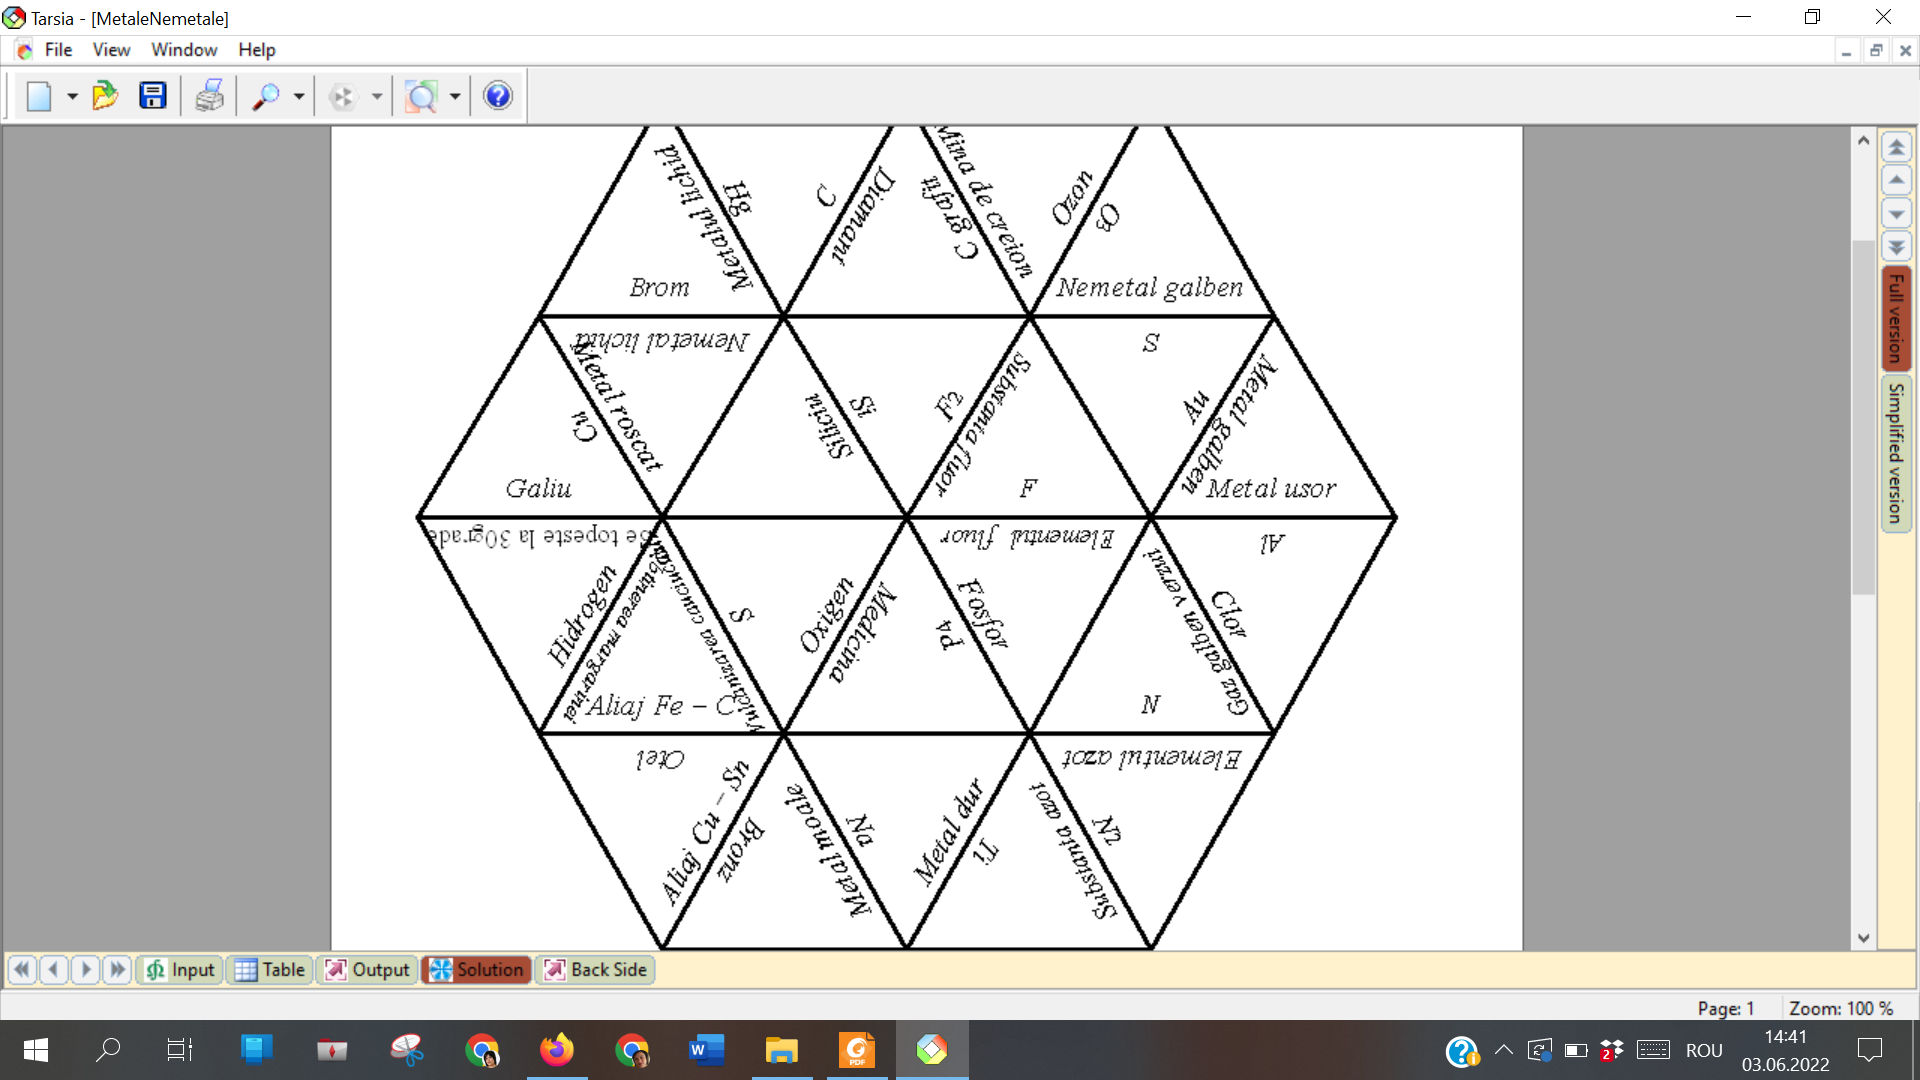 Tarsia - [MetaleNemetale]
File View Window Help
Metalul lichid
Hg
C
Diamant
Mina de creion
C grafit
Ozon
O3
Brom
Nemetal galben
Nemetal lichid
S
Metal roscat
Cu
Siliciu
Si
F2
Substanta fluor
Au
Metal galben
Galiu
F
Metal usor
Se topeste la 30grade
Elementul fluor
Al
Hidrogen
Obtinerea margarinei
Vulcanizarea cauciucului
S
Oxigen
Medicina
Fosfor
P4
Gaz galben verzui
Clor
Aliaj Fe – C
N
Otel
Elementul azot
Aliaj Cu – Sn
Bronz
Metal moale
Na
Metal dur
Ti
Substanta azot
N2
Full version
Simplified version
Input Table Output Solution Back Side
Page: 1 Zoom: 100 %
ROU
14:41
03.06.2022